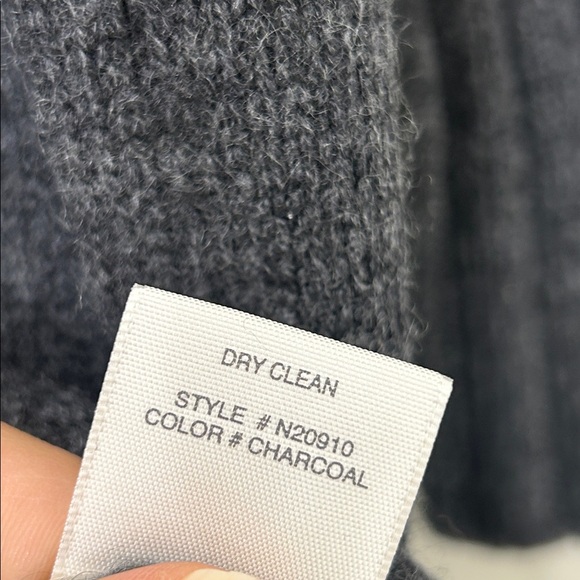 DRY CLEAN
STYLE # N20910
COLOR # CHARCOAL